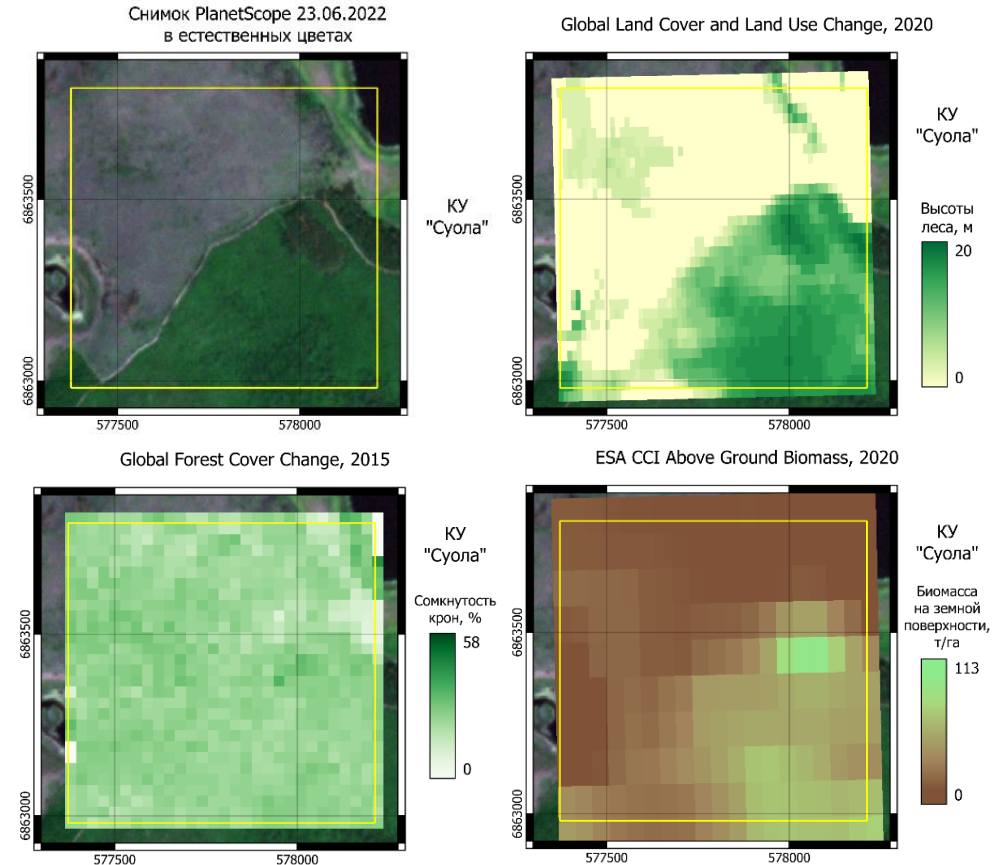 Снимок PlanetScope 23.06.2022
в естественных цветах
6863500
6863000
577500
578000
КУ
"Суола"
Global Land Cover and Land Use Change, 2020
6863500
6863000
577500
578000
КУ
"Суола"
Высоты
леса, м
20
0
Global Forest Cover Change, 2015
6863500
6863000
577500
578000
КУ
"Суола"
Сомкнутость
крон, %
58
0
ESA CCI Above Ground Biomass, 2020
6863500
6863000
577500
578000
КУ
"Суола"
Биомасса
на земной
поверхности,
т/га
113
0